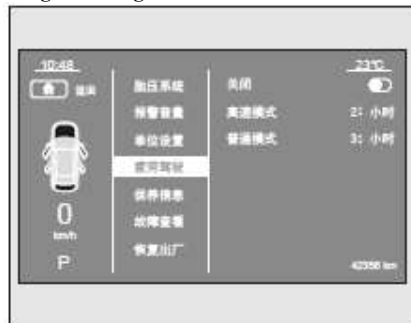 10:48
23℃
返回
胎压系统
报警音量
单位设置
疲劳驾驶
保养信息
故障查看
恢复出厂
关闭
高速模式 2: 小时
普通模式 3: 小时
0
km/h
P
km